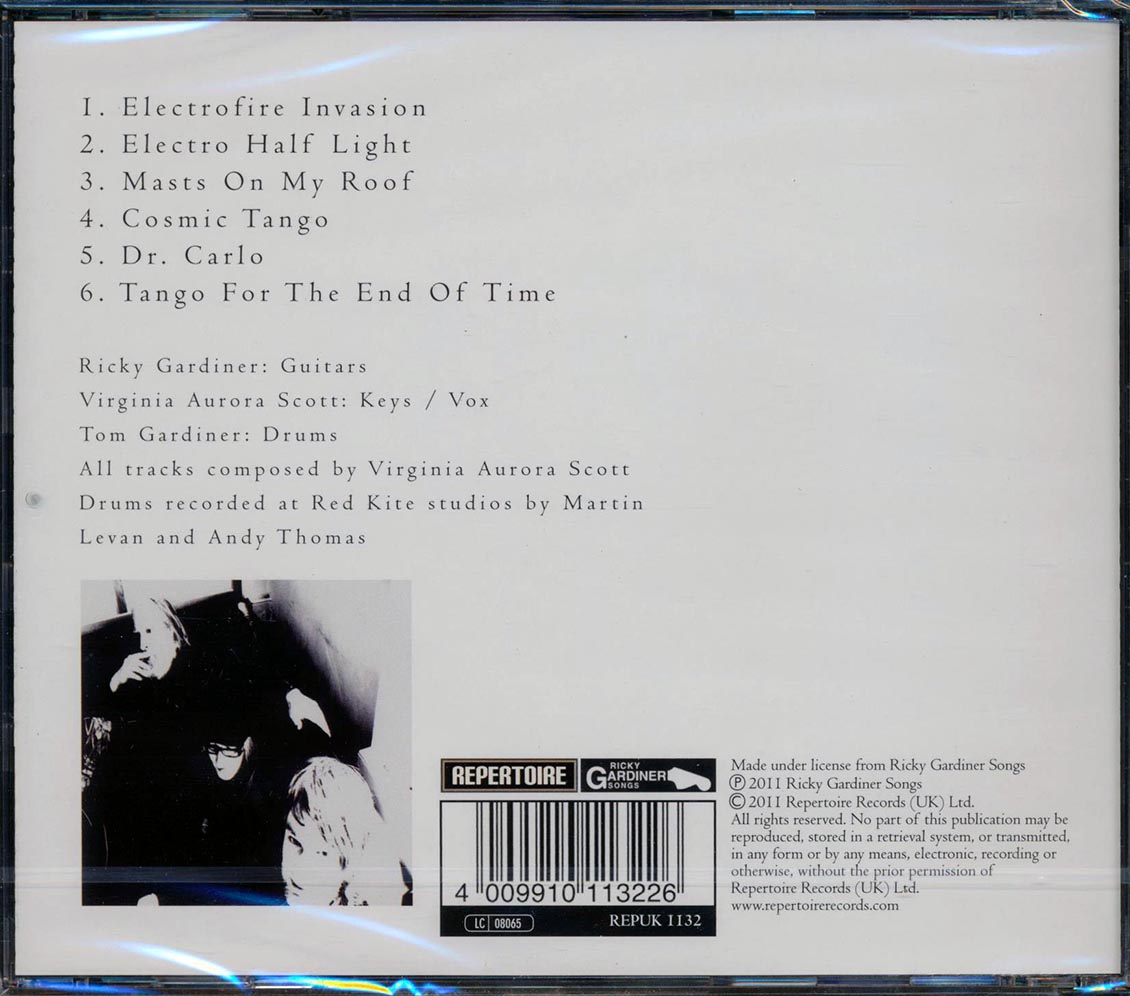 1. Electrofire Invasion
2. Electro Half Light
3. Masts On My Roof
4. Cosmic Tango
5. Dr. Carlo
6. Tango For The End Of Time
Ricky Gardiner: Guitars
Virginia Aurora Scott: Keys / Vox
Tom Gardiner: Drums
All tracks composed by Virginia Aurora Scott
Drums recorded at Red Kite studios by Martin
Levan and Andy Thomas
REPERTOIRE
RICKY
GARDINER
SONGS
4 009910 113226
LC 08065
REPUK 1132
Made under license from Ricky Gardiner Songs
Ⓟ 2011 Ricky Gardiner Songs
© 2011 Repertoire Records (UK) Ltd.
All rights reserved. No part of this publication may be
reproduced, stored in a retrieval system, or transmitted,
in any form or by any means, electronic, recording or
otherwise, without the prior permission of
Repertoire Records (UK) Ltd.
www.repertoirerecords.com